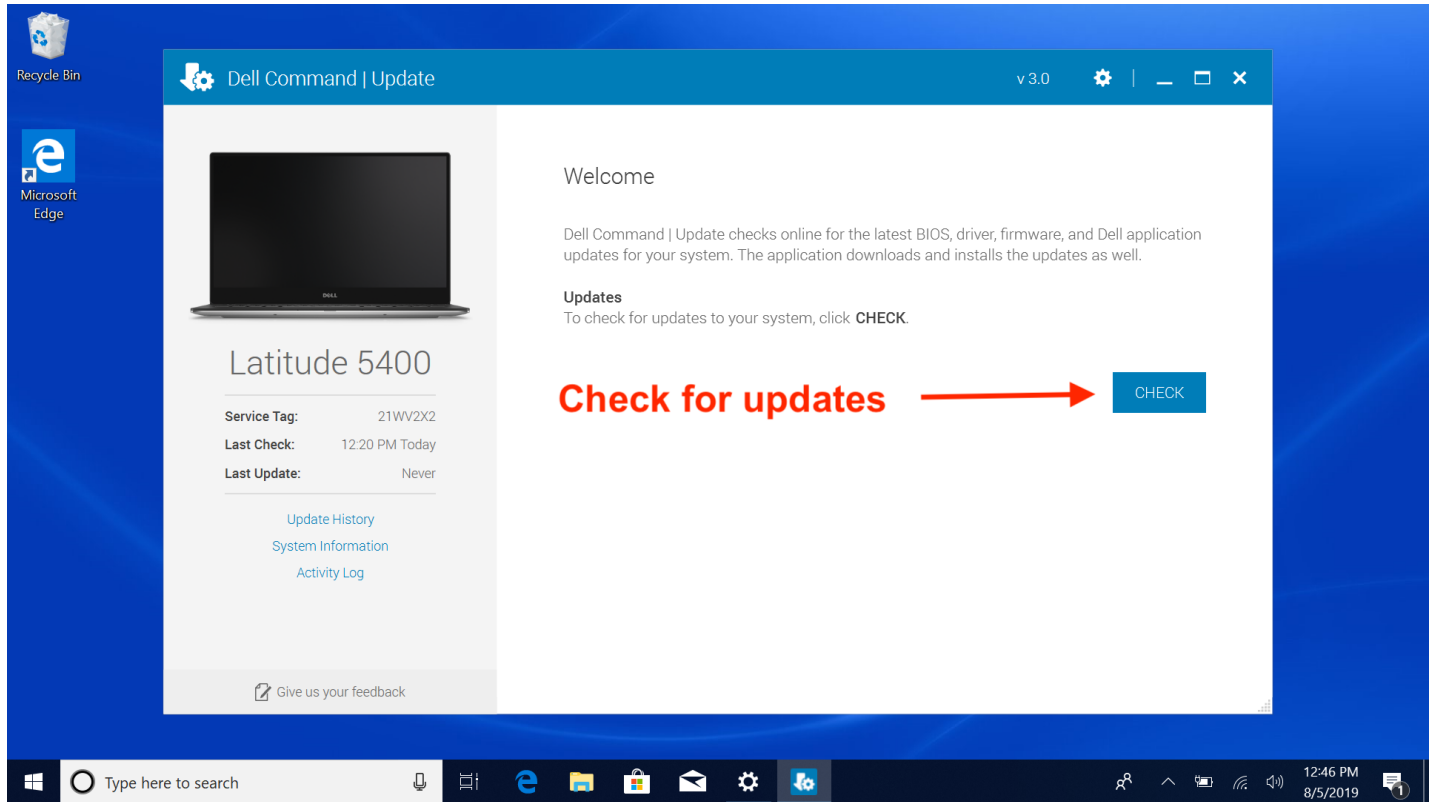 Recycle Bin
Microsoft
Edge
Dell Command | Update
v 3.0
DELL
Latitude 5400
Service Tag: 21WV2X2
Last Check: 12:20 PM Today
Last Update: Never
Update History
System Information
Activity Log
Give us your feedback
Welcome
Dell Command | Update checks online for the latest BIOS, driver, firmware, and Dell application
updates for your system. The application downloads and installs the updates as well.
Updates
To check for updates to your system, click CHECK.
Check for updates
CHECK
Type here to search
12:46 PM
8/5/2019
1